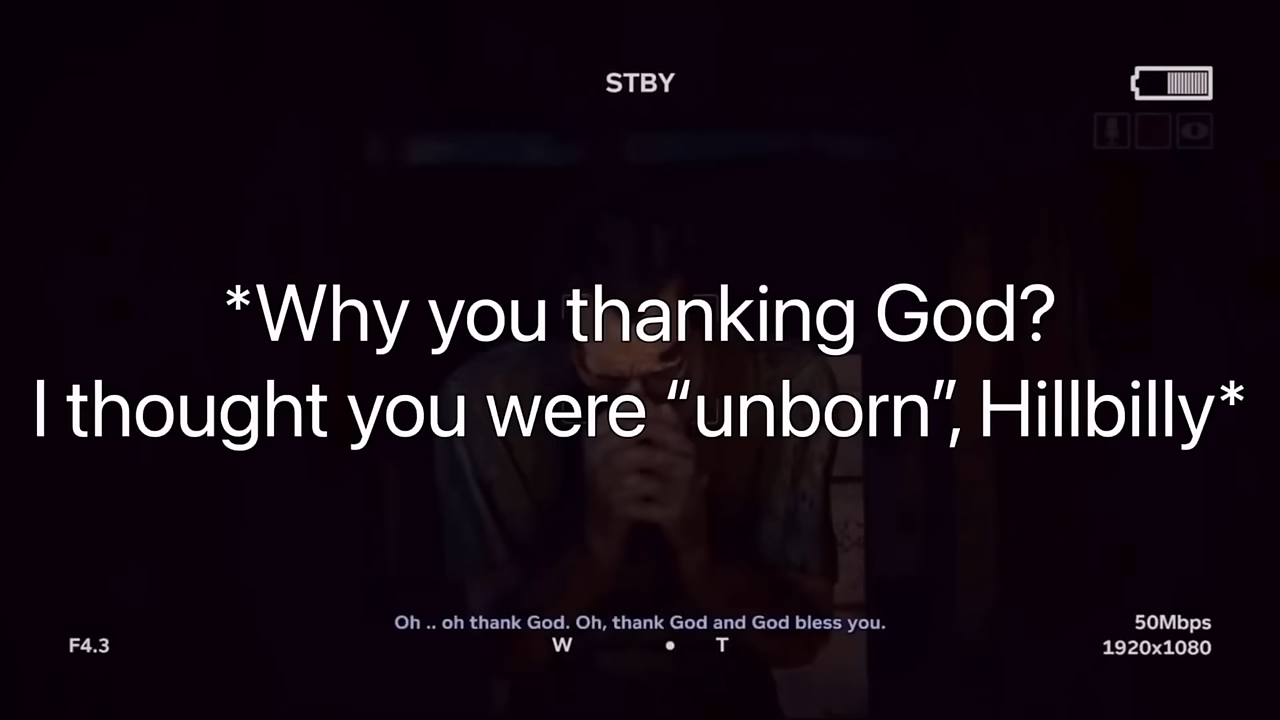 STBY
*Why you thanking God?
I thought you were “unborn”, Hillbilly*
Oh .. oh thank God. Oh, thank God and God bless you.
F4.3
W T
50Mbps
1920x1080